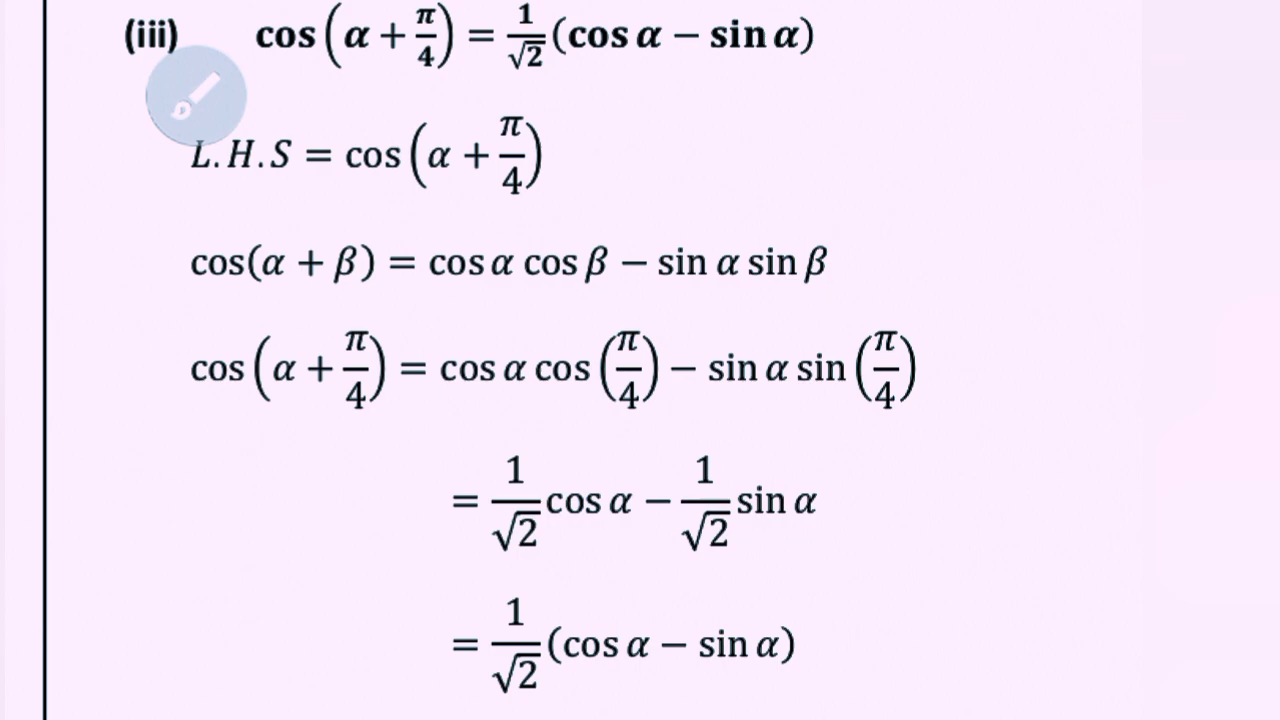 (iii) cos(α + π/4) = 1/√2 (cos α − sin α)
L.H.S = cos(α + π/4)
cos(α + β) = cos α cos β − sin α sin β
cos(α + π/4) = cos α cos(π/4) − sin α sin(π/4)
= 1/√2 cos α − 1/√2 sin α
= 1/√2 (cos α − sin α)